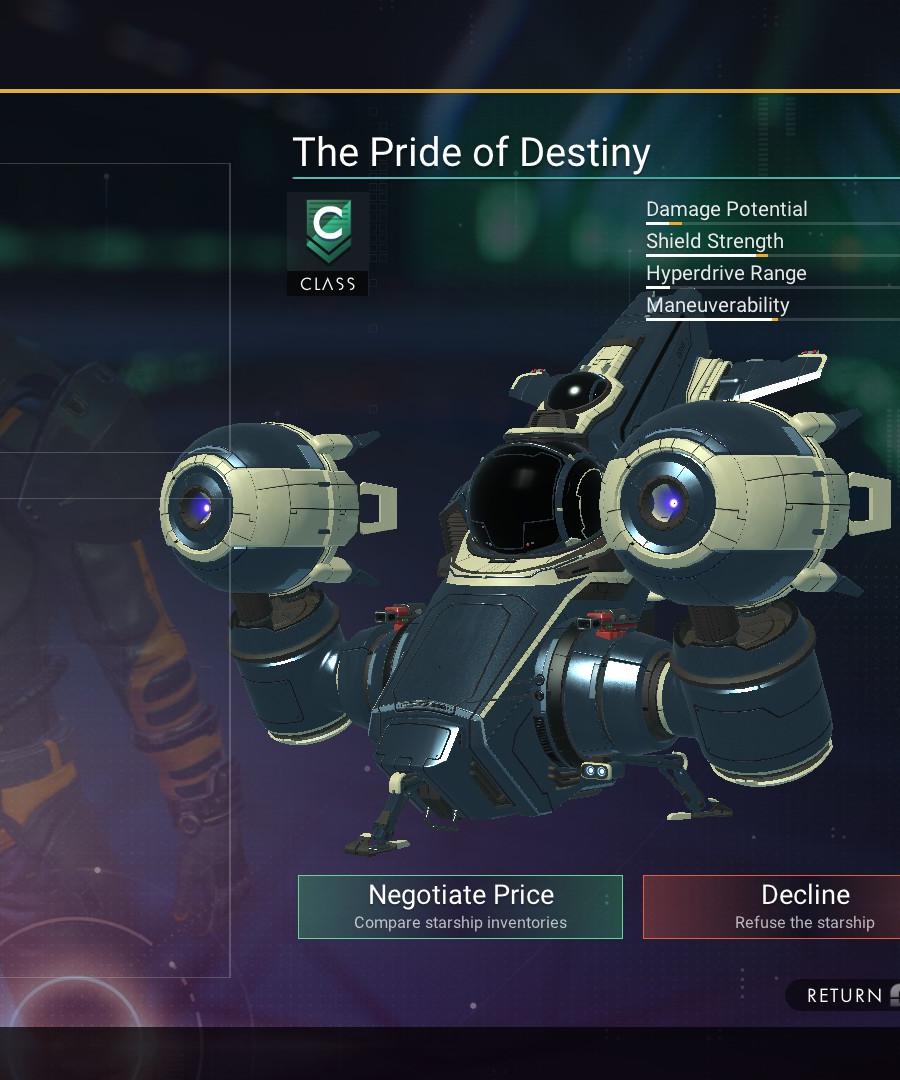 The Pride of Destiny
C
CLASS
Damage Potential
Shield Strength
Hyperdrive Range
Maneuverability
Negotiate Price
Compare starship inventories
Decline
Refuse the starship
RETURN